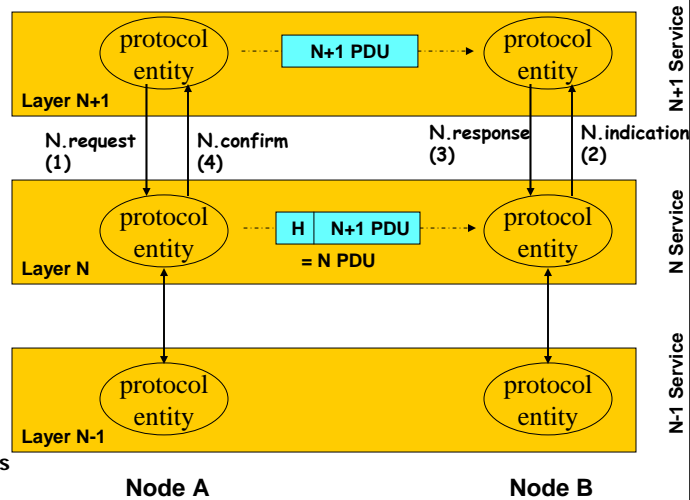 protocol
entity
N+1 PDU
protocol
entity
Layer N+1
N+1 Service
N.request
(1)
N.confirm
(4)
N.response
(3)
N.indication
(2)
protocol
entity
H
N+1 PDU
= N PDU
protocol
entity
Layer N
N Service
protocol
entity
protocol
entity
Layer N-1
N-1 Service
s
Node A
Node B